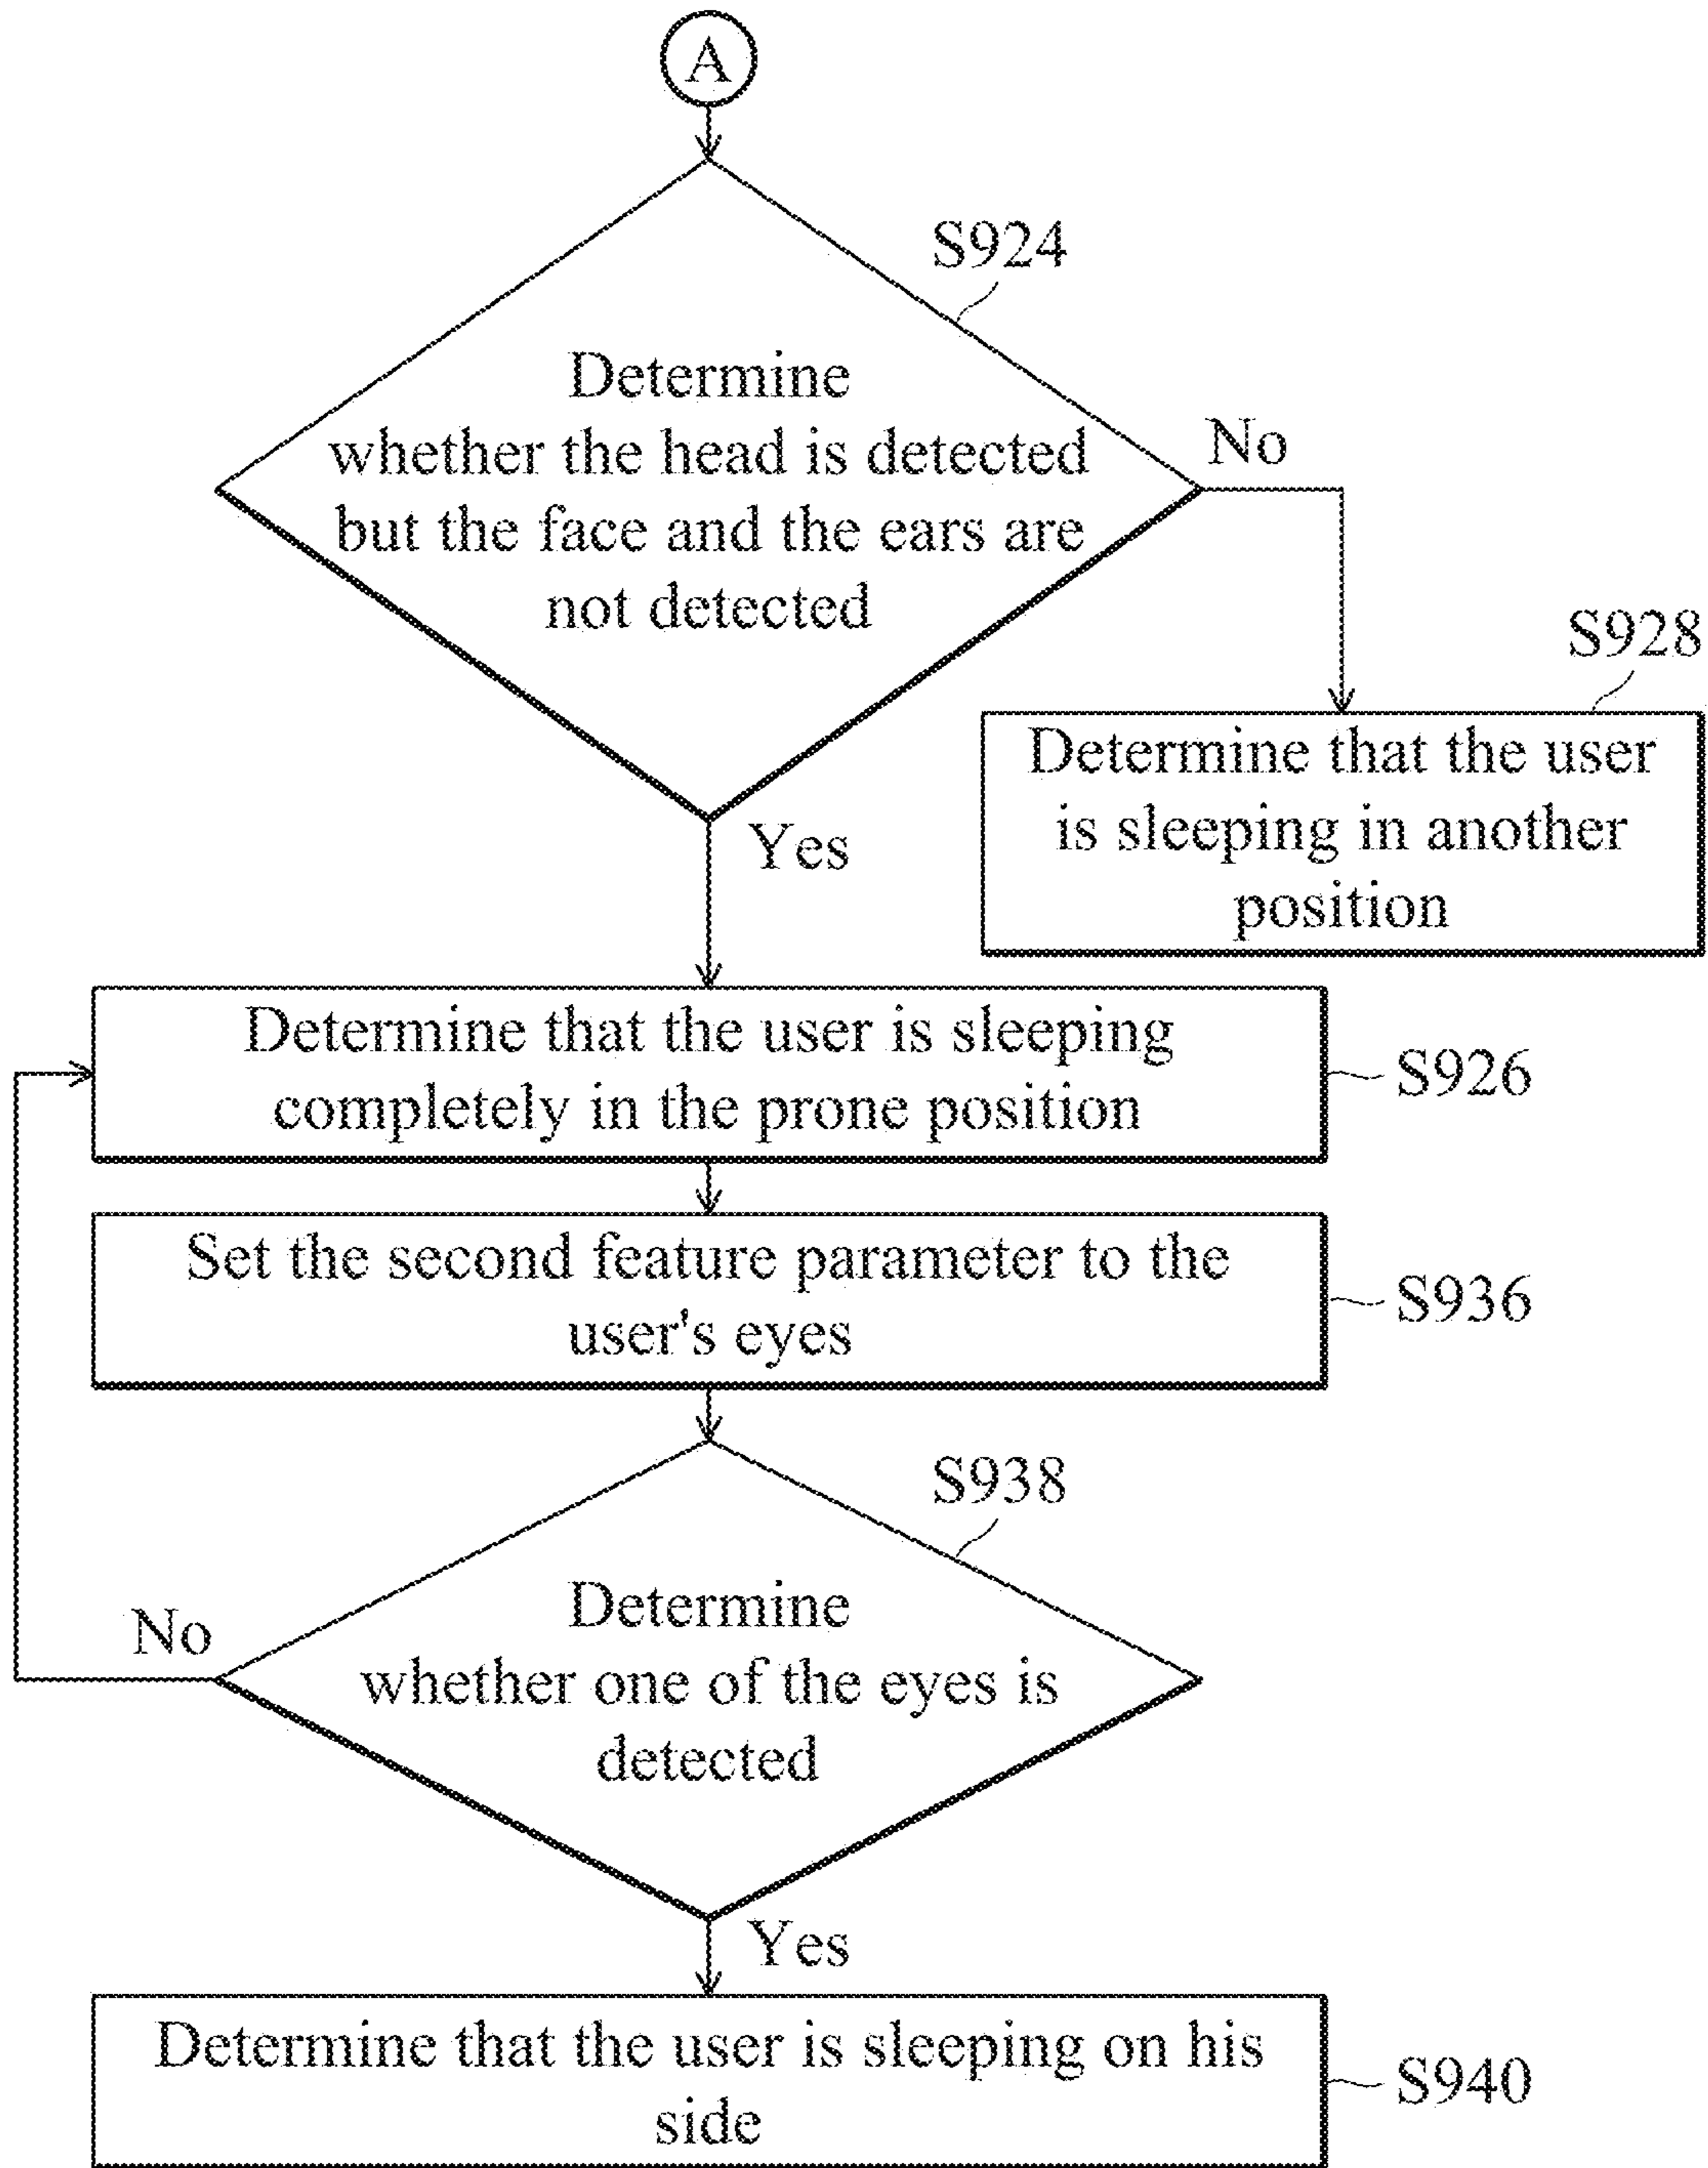 A
S924
Determine
whether the head is detected
but the face and the ears are
not detected
No
Yes
S928
Determine that the user
is sleeping in another
position
Determine that the user is sleeping
completely in the prone position
S926
Set the second feature parameter to the
user's eyes
S936
S938
Determine
whether one of the eyes is
detected
No
Yes
Determine that the user is sleeping on his
side
S940